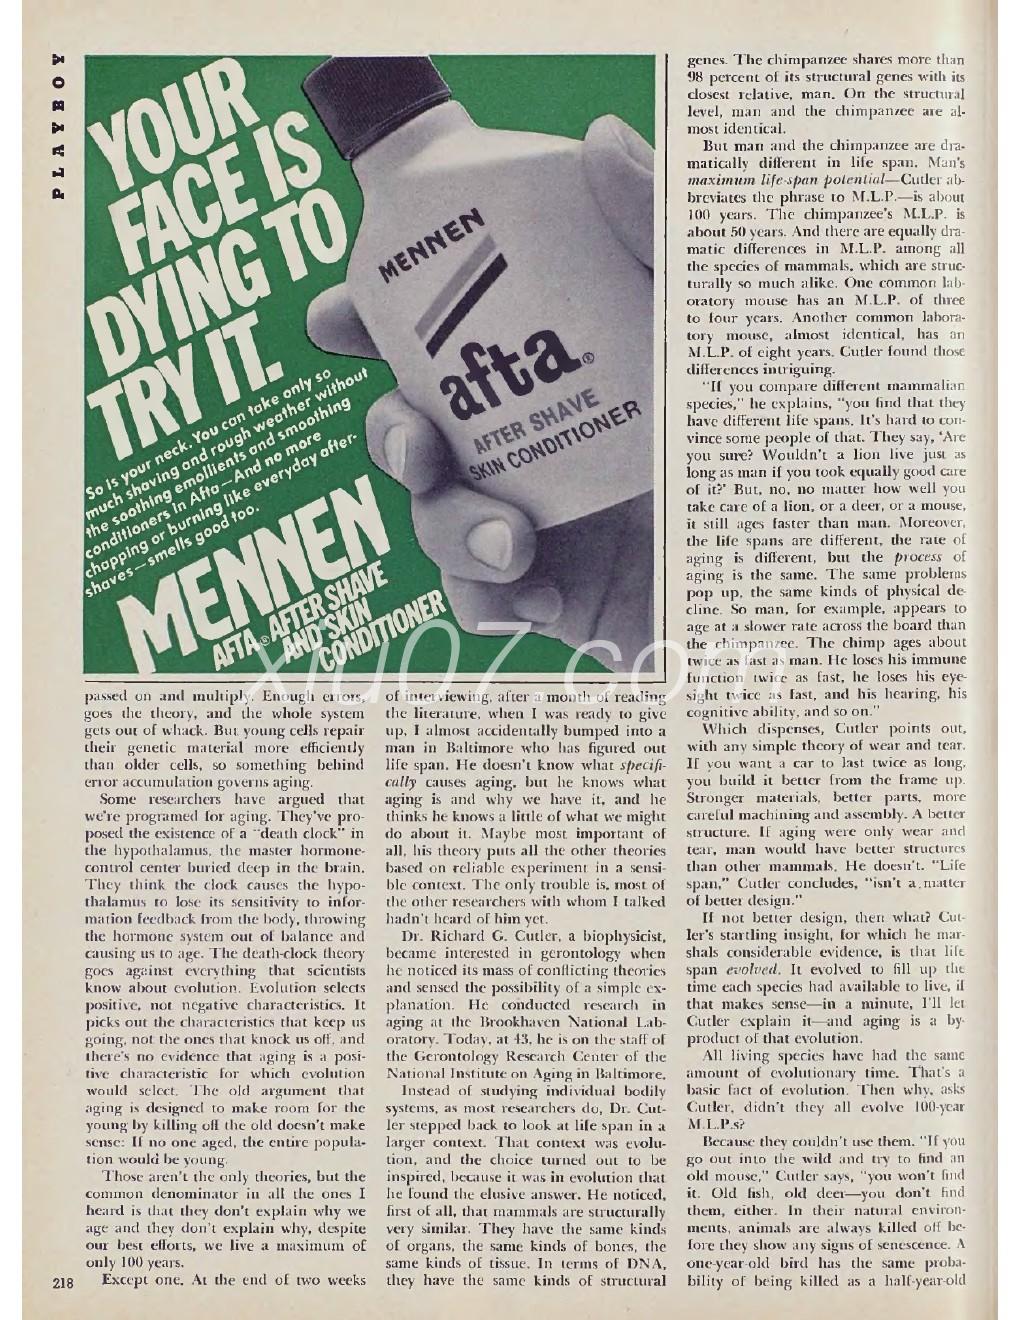 PLAYBOY
YOUR
FACE IS
DYING TO
TRY IT.
So is your neck. You can take only so
much shaving and rough weather without
the soothing emollients and smoothing
conditioners in Afta—And no more
chapping or burning like everyday after-
shaves—smells good too.
MENNEN
AFTA® AFTER SHAVE
AND SKIN
CONDITIONER
MENNEN
afta®
AFTER SHAVE
SKIN CONDITIONER
xiu07.com
passed on and multiply. Enough errors,
goes the theory, and the whole system
gets out of whack. But young cells repair
their genetic material more efficiently
than older cells, so something behind
error accumulation governs aging.
Some researchers have argued that
we're programed for aging. They've pro-
posed the existence of a "death clock" in
the hypothalamus, the master hormone-
control center buried deep in the brain.
They think the clock causes the hypo-
thalamus to lose its sensitivity to infor-
mation feedback from the body, throwing
the hormone system out of balance and
causing us to age. The death-clock theory
goes against everything that scientists
know about evolution. Evolution selects
positive, not negative characteristics. It
picks out the characteristics that keep us
going, not the ones that knock us off, and
there's no evidence that aging is a posi-
tive characteristic for which evolution
would select. The old argument that
aging is designed to make room for the
young by killing off the old doesn't make
sense: If no one aged, the entire popula-
tion would be young.
Those aren't the only theories, but the
common denominator in all the ones I
heard is that they don't explain why we
age and they don't explain why, despite
our best efforts, we live a maximum of
only 100 years.
Except one. At the end of two weeks
of interviewing, after a month of reading
the literature, when I was ready to give
up, I almost accidentally bumped into a
man in Baltimore who has figured out
life span. He doesn't know what specifi-
cally causes aging, but he knows what
aging is and why we have it, and he
thinks he knows a little of what we might
do about it. Maybe most important of
all, his theory puts all the other theories
based on reliable experiment in a sensi-
ble context. The only trouble is, most of
the other researchers with whom I talked
hadn't heard of him yet.
Dr. Richard G. Cutler, a biophysicist,
became interested in gerontology when
he noticed its mass of conflicting theories
and sensed the possibility of a simple ex-
planation. He conducted research in
aging at the Brookhaven National Lab-
oratory. Today, at 43, he is on the staff of
the Gerontology Research Center of the
National Institute on Aging in Baltimore.
Instead of studying individual bodily
systems, as most researchers do, Dr. Cut-
ler stepped back to look at life span in a
larger context. That context was evolu-
tion, and the choice turned out to be
inspired, because it was in evolution that
he found the elusive answer. He noticed,
first of all, that mammals are structurally
very similar. They have the same kinds
of organs, the same kinds of bones, the
same kinds of tissue. In terms of DNA,
they have the same kinds of structural
genes. The chimpanzee shares more than
98 percent of its structural genes with its
closest relative, man. On the structural
level, man and the chimpanzee are al-
most identical.
But man and the chimpanzee are dra-
matically different in life span. Man's
maximum life-span potential—Cutler ab-
breviates the phrase to M.L.P.—is about
100 years. The chimpanzee's M.L.P. is
about 50 years. And there are equally dra-
matic differences in M.L.P. among all
the species of mammals, which are struc-
turally so much alike. One common lab-
oratory mouse has an M.L.P. of three
to four years. Another common labora-
tory mouse, almost identical, has an
M.L.P. of eight years. Cutler found those
differences intriguing.
"If you compare different mammalian
species," he explains, "you find that they
have different life spans. It's hard to con-
vince some people of that. They say, 'Are
you sure? Wouldn't a lion live just as
long as man if you took equally good care
of it?' But, no, no matter how well you
take care of a lion, or a deer, or a mouse,
it still ages faster than man. Moreover,
the life spans are different, the rate of
aging is different, but the process of
aging is the same. The same problems
pop up, the same kinds of physical de-
cline. So man, for example, appears to
age at a slower rate across the board than
the chimpanzee. The chimp ages about
twice as fast as man. He loses his immune
function twice as fast, he loses his eye-
sight twice as fast, and his hearing, his
cognitive ability, and so on."
Which dispenses, Cutler points out,
with any simple theory of wear and tear.
If you want a car to last twice as long,
you build it better from the frame up.
Stronger materials, better parts, more
careful machining and assembly. A better
structure. If aging were only wear and
tear, man would have better structures
than other mammals. He doesn't. "Life
span," Cutler concludes, "isn't a matter
of better design."
If not better design, then what? Cut-
ler's startling insight, for which he mar-
shals considerable evidence, is that life
span evolved. It evolved to fill up the
time each species had available to live, if
that makes sense—in a minute, I'll let
Cutler explain it—and aging is a by-
product of that evolution.
All living species have had the same
amount of evolutionary time. That's a
basic fact of evolution. Then why, asks
Cutler, didn't they all evolve 100-year
M.L.P.s?
Because they couldn't use them. "If you
go out into the wild and try to find an
old mouse," Cutler says, "you won't find
it. Old fish, old deer—you don't find
them, either. In their natural environ-
ments, animals are always killed off be-
fore they show any signs of senescence. A
one-year-old bird has the same proba-
bility of being killed as a half-year-old
218